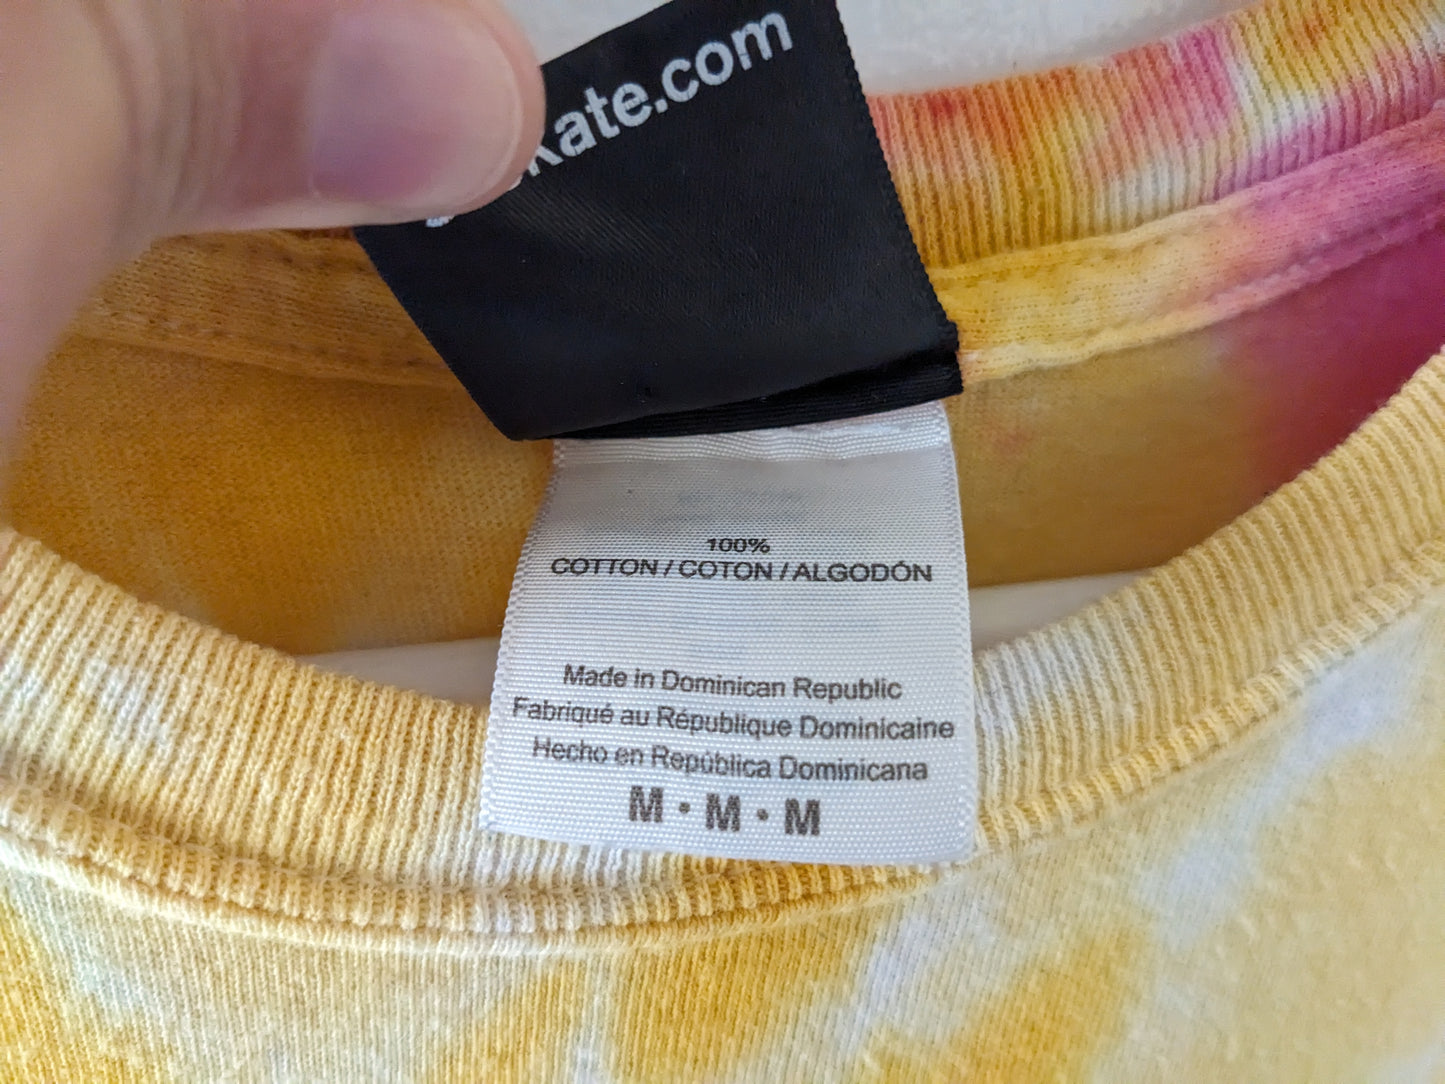 kate.com
100%
COTTON / COTON / ALGODÓN
Made in Dominican Republic
Fabriqué au République Dominicaine
Hecho en República Dominicana
M • M • M